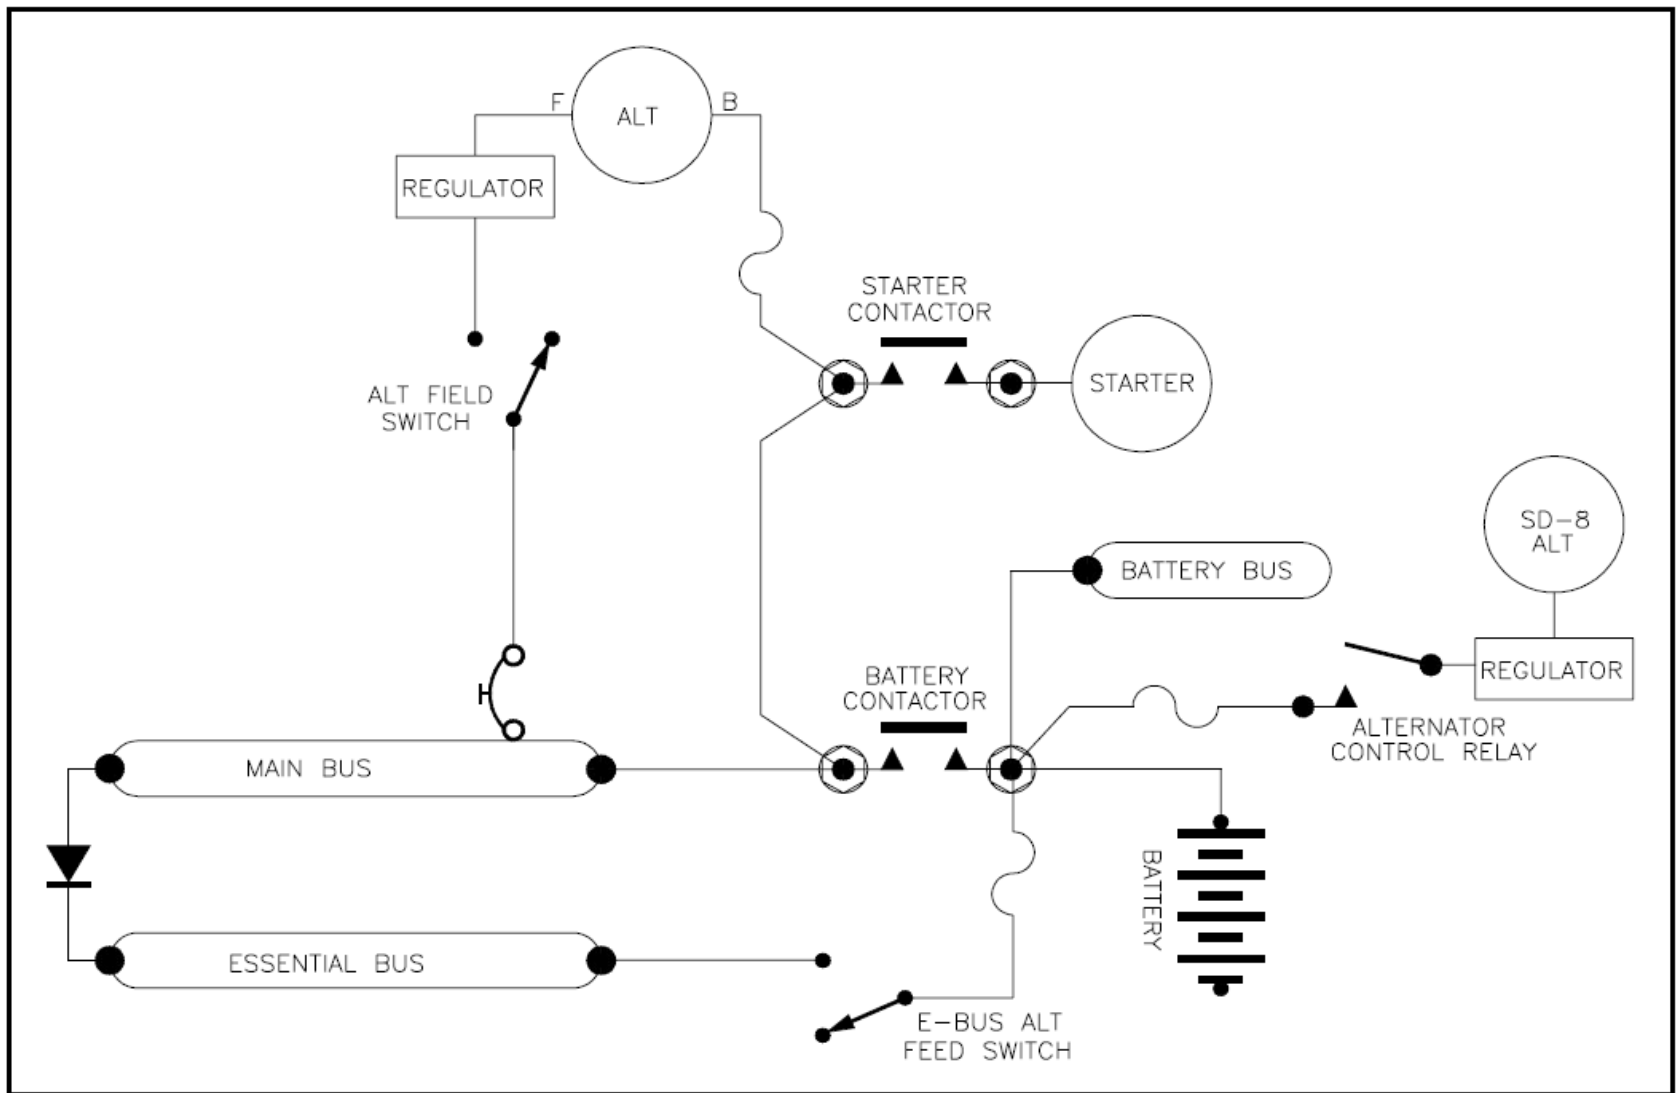 F
ALT
B
REGULATOR
STARTER
CONTACTOR
ALT FIELD
SWITCH
STARTER
SD-8
ALT
BATTERY BUS
REGULATOR
BATTERY
CONTACTOR
ALTERNATOR
CONTROL RELAY
MAIN BUS
BATTERY
ESSENTIAL BUS
E-BUS ALT
FEED SWITCH